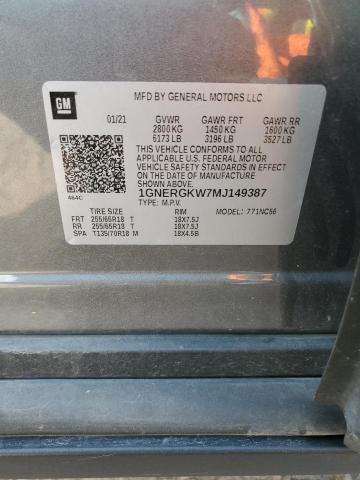 GM
MFD BY GENERAL MOTORS LLC
01/21 GVWR GAWR FRT GAWR RR
2800 KG 1450 KG 1600 KG
6173 LB 3196 LB 3527 LB
THIS VEHICLE CONFORMS TO ALL
APPLICABLE U.S. FEDERAL MOTOR
VEHICLE SAFETY STANDARDS IN EFFECT
ON THE DATE OF MANUFACTURE
SHOWN ABOVE.
464C 1GNERGKW7MJ149387
TYPE: M.P.V. MODEL: 771NC56
TIRE SIZE RIM
FRT 255/65R18 T 18X7.5J
RR 255/65R18 T 18X7.5J
SPA T135/70R18 M 18X4.5B